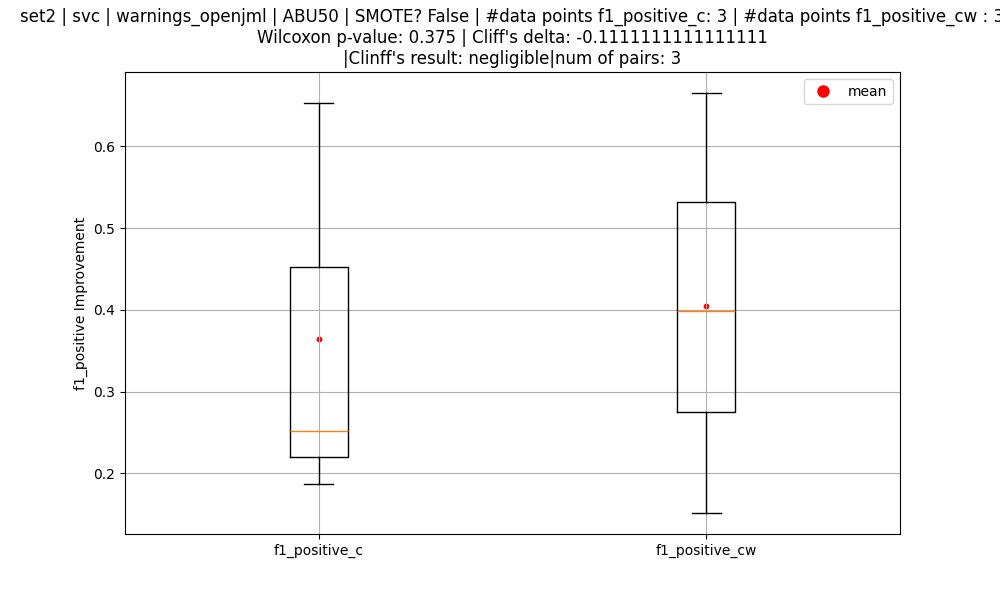 set2 | svc | warnings_openjml | ABU50 | SMOTE? False | #data points f1_positive_c: 3 | #data points f1_positive_cw : 3
Wilcoxon p-value: 0.375 | Cliff's delta: -0.1111111111111111
|Clinff's result: negligible|num of pairs: 3
mean
f1_positive Improvement
0.6
0.5
0.4
0.3
0.2
f1_positive_c
f1_positive_cw